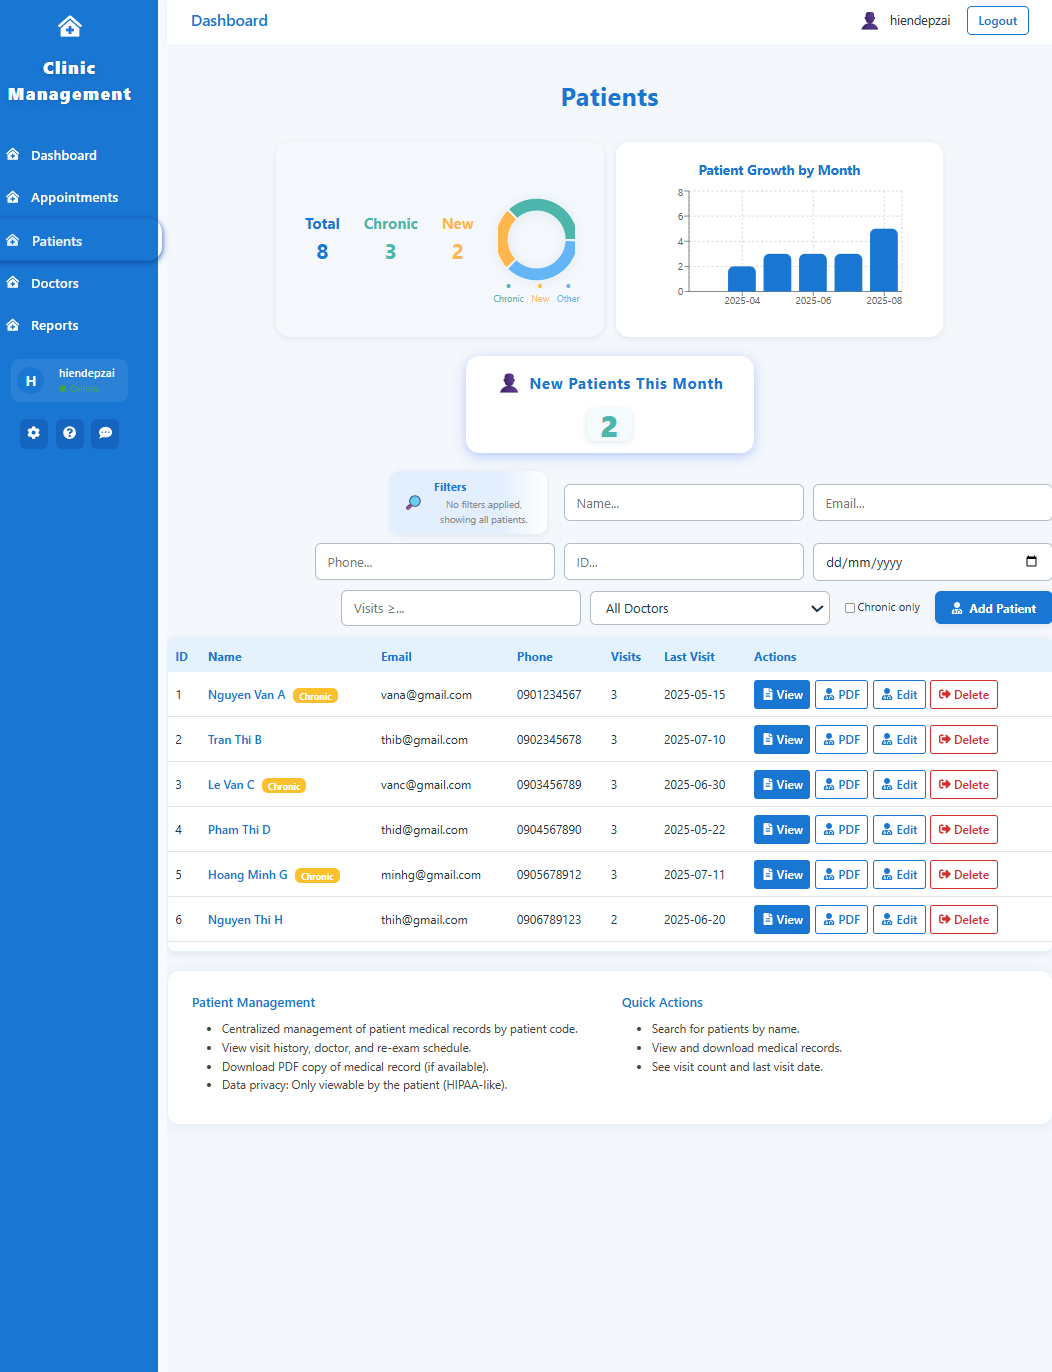 Clinic
Management
Dashboard
Appointments
Patients
Doctors
Reports
H
hiendepzai
Online
Dashboard
hiendepzai
Logout
Patients
Total
8
Chronic
3
New
2
Chronic New Other
Patient Growth by Month
8
6
4
2
0
2025-04 2025-06 2025-08
New Patients This Month
2
Filters
No filters applied,
showing all patients.
Name...
Email...
Phone...
ID...
dd/mm/yyyy
Visits ≥...
All Doctors
Chronic only
Add Patient
ID Name Email Phone Visits Last Visit Actions
1 Nguyen Van A Chronic vana@gmail.com 0901234567 3 2025-05-15 View PDF Edit Delete
2 Tran Thi B thib@gmail.com 0902345678 3 2025-07-10 View PDF Edit Delete
3 Le Van C Chronic vanc@gmail.com 0903456789 3 2025-06-30 View PDF Edit Delete
4 Pham Thi D thid@gmail.com 0904567890 3 2025-05-22 View PDF Edit Delete
5 Hoang Minh G Chronic minhg@gmail.com 0905678912 3 2025-07-11 View PDF Edit Delete
6 Nguyen Thi H thih@gmail.com 0906789123 2 2025-06-20 View PDF Edit Delete
Patient Management
• Centralized management of patient medical records by patient code.
• View visit history, doctor, and re-exam schedule.
• Download PDF copy of medical record (if available).
• Data privacy: Only viewable by the patient (HIPAA-like).
Quick Actions
• Search for patients by name.
• View and download medical records.
• See visit count and last visit date.